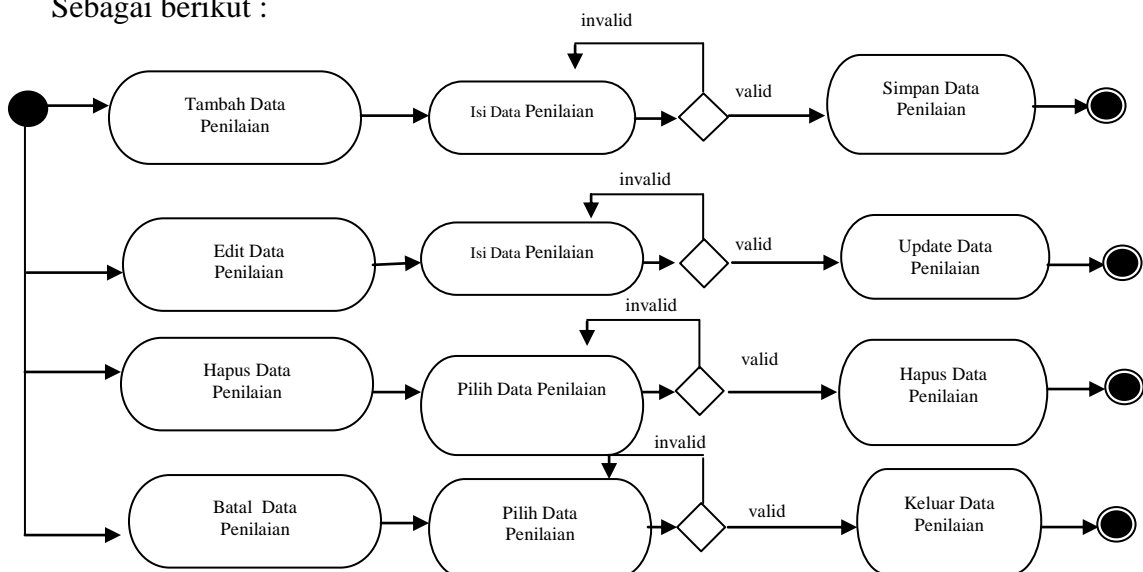 Sebagai berikut :
invalid
Tambah Data
Penilaian
Isi Data Penilaian
valid
Simpan Data
Penilaian
invalid
Edit Data
Penilaian
Isi Data Penilaian
valid
Update Data
Penilaian
invalid
Hapus Data
Penilaian
Pilih Data Penilaian
valid
Hapus Data
Penilaian
invalid
Batal Data
Penilaian
Pilih Data
Penilaian
valid
Keluar Data
Penilaian